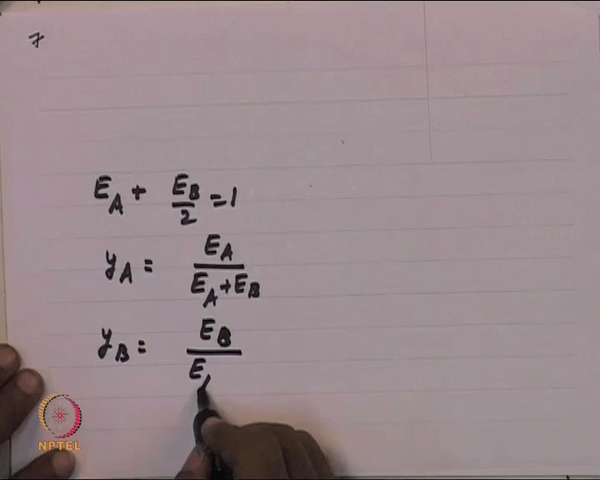 7
E_A + E_B/2 = 1
y_A = E_A/(E_A + E_B)
y_B = E_B/E
NPTEL